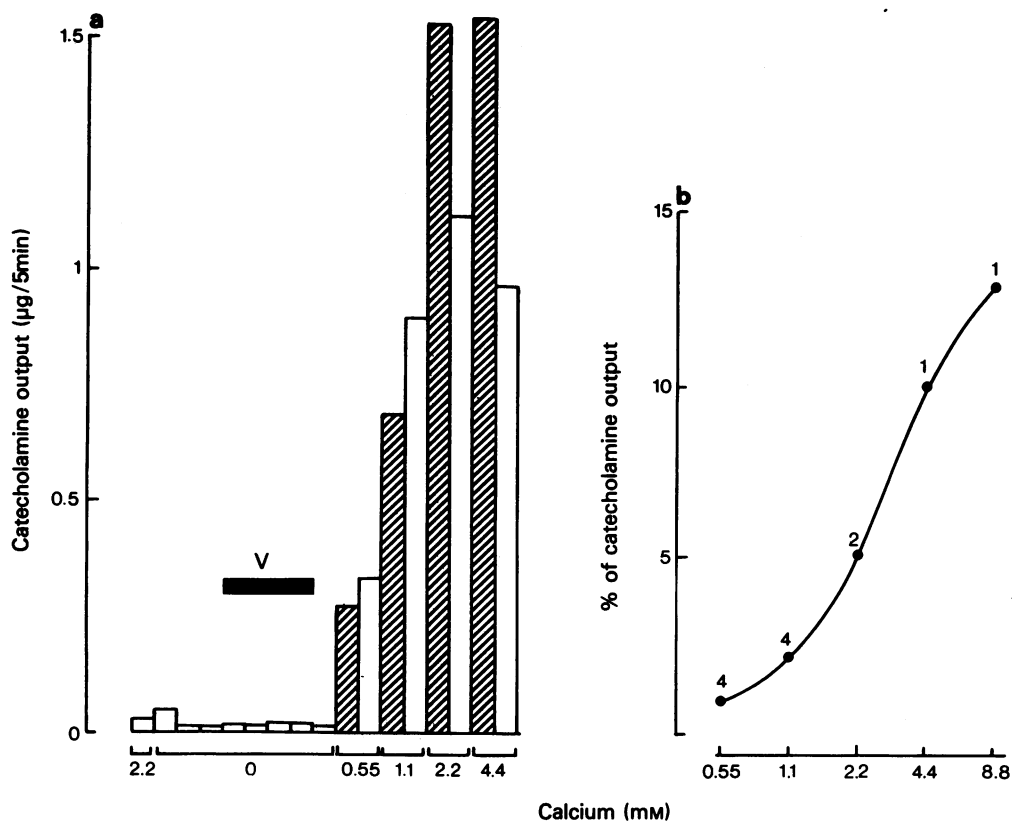 a
1.5
1
0.5
0
Catecholamine output (µg/5min)
V
2.2 0 0.55 1.1 2.2 4.4
b
15
10
5
% of catecholamine output
4 4 2 1 1
0.55 1.1 2.2 4.4 8.8
Calcium (mM)